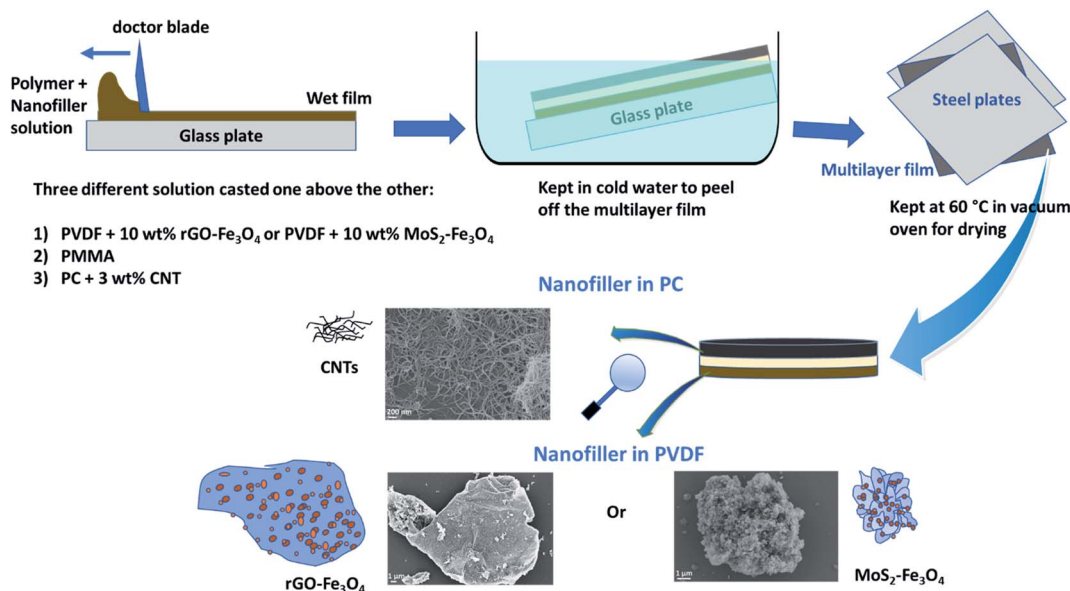 doctor blade
Polymer +
Nanofiller
solution
Wet film
Glass plate
Glass plate
Steel plates
Multilayer film
Three different solution casted one above the other:
Kept in cold water to peel
off the multilayer film
Kept at 60 °C in vacuum
oven for drying
1) PVDF + 10 wt% rGO-Fe₃O₄ or PVDF + 10 wt% MoS₂-Fe₃O₄
2) PMMA
3) PC + 3 wt% CNT
Nanofiller in PC
CNTs
200 nm
Nanofiller in PVDF
Or
1 µm
1 µm
rGO-Fe₃O₄
MoS₂-Fe₃O₄